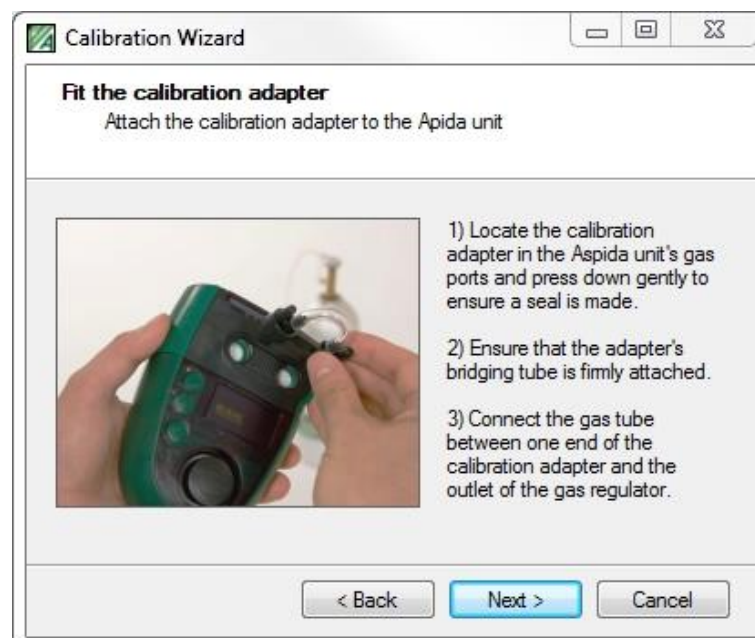 Calibration Wizard
Fit the calibration adapter
Attach the calibration adapter to the Apida unit
1) Locate the calibration
adapter in the Aspida unit's gas
ports and press down gently to
ensure a seal is made.
2) Ensure that the adapter's
bridging tube is firmly attached.
3) Connect the gas tube
between one end of the
calibration adapter and the
outlet of the gas regulator.
< Back
Next >
Cancel